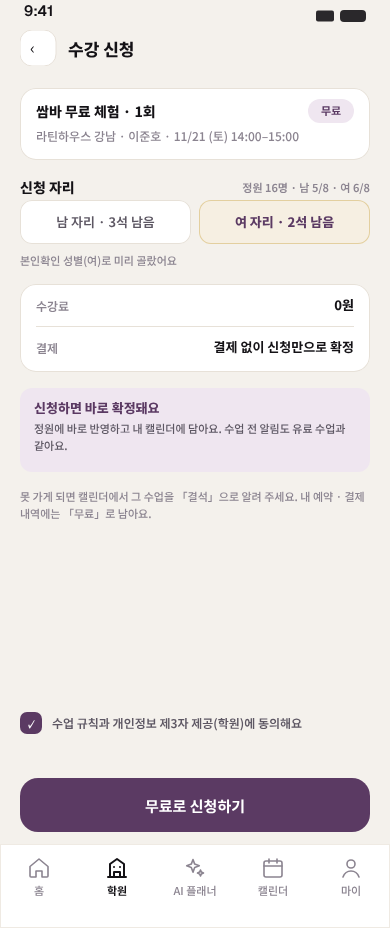 9:41
‹ 수강 신청
쌈바 무료 체험 · 1회 무료
라틴하우스 강남 · 이준호 · 11/21 (토) 14:00–15:00
신청 자리 정원 16명 · 남 5/8 · 여 6/8
남 자리 · 3석 남음 여 자리 · 2석 남음
본인확인 성별(여)로 미리 골랐어요
수강료 0원
결제 결제 없이 신청만으로 확정
신청하면 바로 확정돼요
정원에 바로 반영하고 내 캘린더에 담아요. 수업 전 알림도 유료 수업과
같아요.
못 가게 되면 캘린더에서 그 수업을 「결석」으로 알려 주세요. 내 예약 · 결제
내역에는 「무료」로 남아요.
✓ 수업 규칙과 개인정보 제3자 제공(학원)에 동의해요
무료로 신청하기
홈 학원 AI 플래너 캘린더 마이